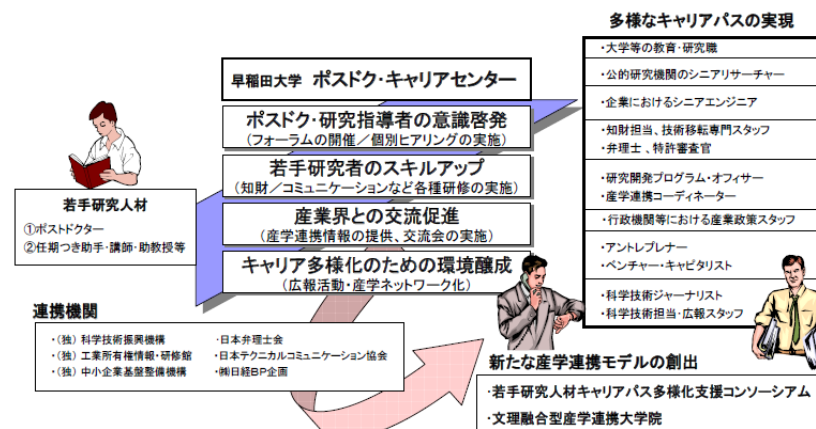 早稲田大学 ポスドク・キャリアセンター
ポスドク・研究指導者の意識啓発
(フォーラムの開催／個別ヒアリングの実施)
若手研究者のスキルアップ
(知財／コミュニケーションなど各種研修の実施)
産業界との交流促進
(産学連携情報の提供、交流会の実施)
キャリア多様化のための環境醸成
(広報活動・産学ネットワーク化)
若手研究人材
①ポストドクター
②任期つき助手・講師・助教授等
連携機関
・(独) 科学技術振興機構
・(独) 工業所有権情報・研修館
・(独) 中小企業基盤整備機構
・日本弁理士会
・日本テクニカルコミュニケーション協会
・㈱日経BP企画
多様なキャリアパスの実現
・大学等の教育・研究職
・公的研究機関のシニアリサーチャー
・企業におけるシニアエンジニア
・知財担当、技術移転専門スタッフ
・弁理士 、特許審査官
・研究開発プログラム・オフィサー
・産学連携コーディネーター
・行政機関等における産業政策スタッフ
・アントレプレナー
・ベンチャー・キャピタリスト
・科学技術ジャーナリスト
・科学技術担当・広報スタッフ
新たな産学連携モデルの創出
・若手研究人材キャリアパス多様化支援コンソーシアム
・文理融合型産学連携大学院